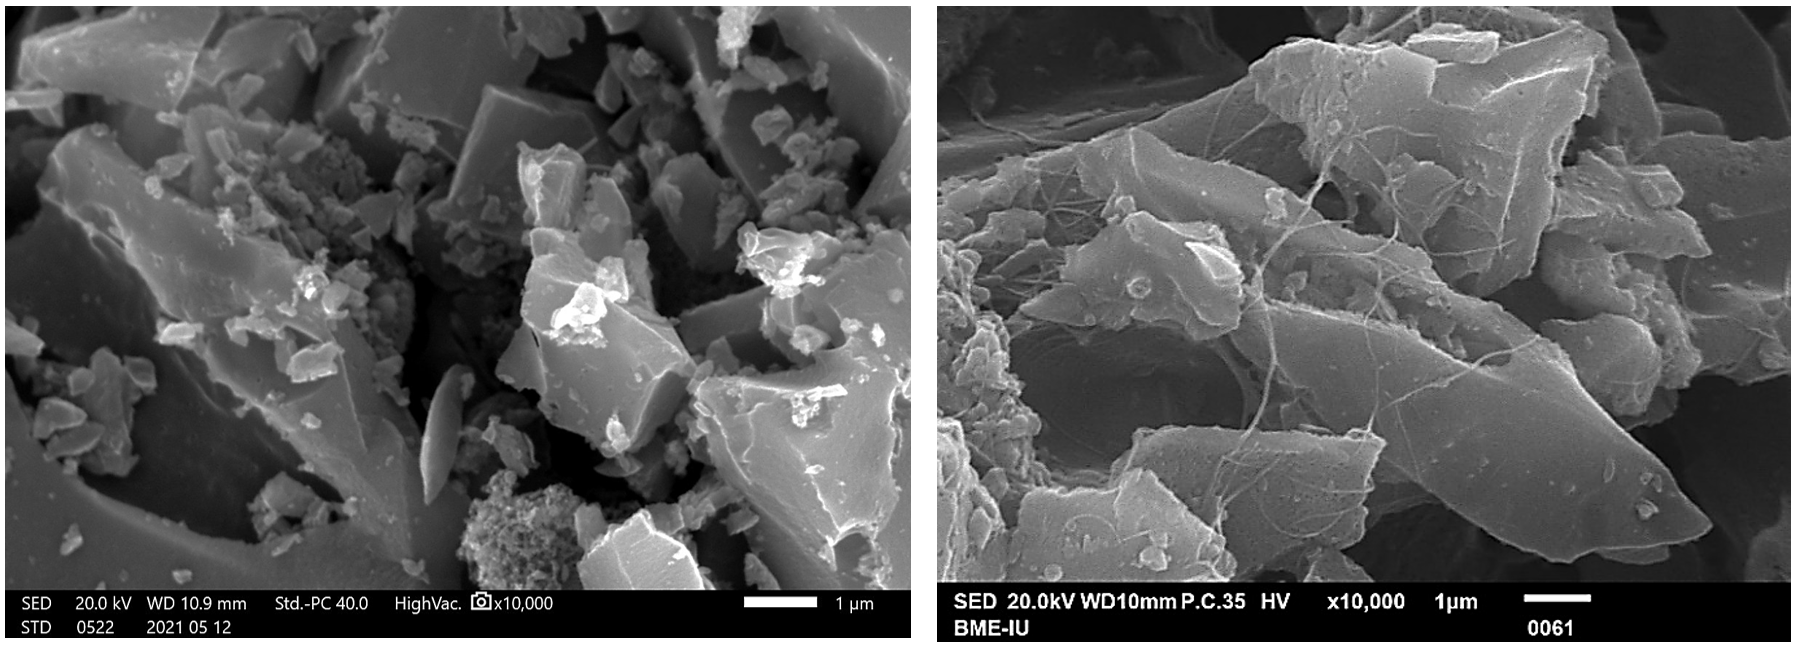 SED 20.0 kV WD 10.9 mm Std.-PC 40.0 HighVac. x10,000 1 µm
STD 0522 2021 05 12
SED 20.0kV WD10mm P.C.35 HV x10,000 1µm
BME-IU 0061